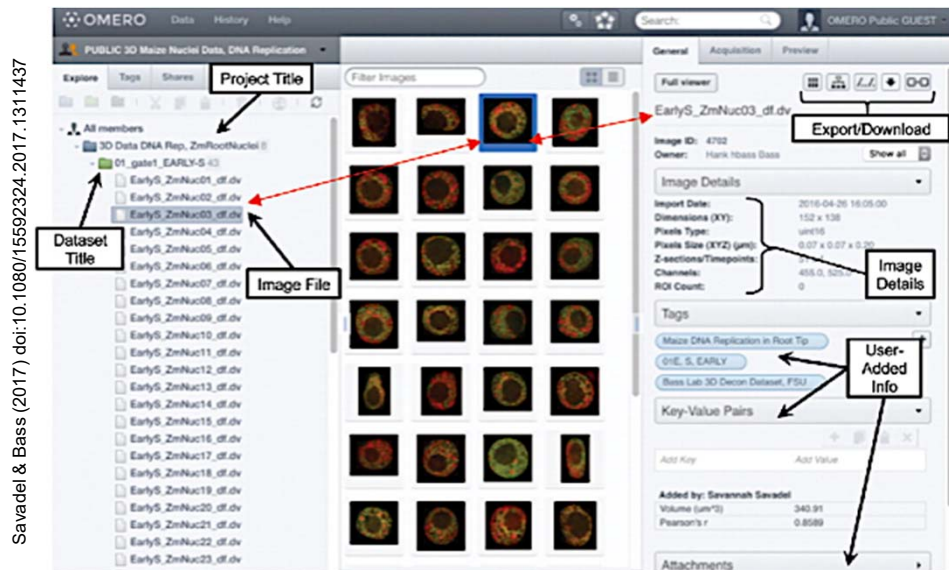 Savadel & Bass (2017) doi:10.1080/15592324.2017.1311437
OMERO Data History Help Search: OMERO Public GUEST
PUBLIC 3D Maize Nuclei Data, DNA Replication
Explore Tags Shares
Project Title
All members
3D Data DNA Rep, ZmRootNuclei 8
01_gate1_EARLY-S 43
EarlyS_ZmNuc01_df.dv
EarlyS_ZmNuc02_df.dv
EarlyS_ZmNuc03_df.dv
EarlyS_ZmNuc04_df.dv
EarlyS_ZmNuc05_df.dv
EarlyS_ZmNuc06_df.dv
EarlyS_ZmNuc07_df.dv
EarlyS_ZmNuc08_df.dv
EarlyS_ZmNuc09_df.dv
EarlyS_ZmNuc10_df.dv
EarlyS_ZmNuc11_df.dv
EarlyS_ZmNuc12_df.dv
EarlyS_ZmNuc13_df.dv
EarlyS_ZmNuc14_df.dv
EarlyS_ZmNuc15_df.dv
EarlyS_ZmNuc16_df.dv
EarlyS_ZmNuc17_df.dv
EarlyS_ZmNuc18_df.dv
EarlyS_ZmNuc19_df.dv
EarlyS_ZmNuc20_df.dv
EarlyS_ZmNuc21_df.dv
EarlyS_ZmNuc22_df.dv
EarlyS_ZmNuc23_df.dv
Dataset
Title
Image File
Filter Images
General Acquisition Preview
Full viewer
EarlyS_ZmNuc03_df.dv
Export/Download
Image ID: 4702
Owner: Hank hbass Bass Show all
Image Details
Import Date: 2016-04-26 16:05:00
Dimensions (XY): 152 x 138
Pixels Type: uint16
Pixels Size (XYZ) (µm): 0.07 x 0.07 x 0.20
Z-sections/Timepoints:
Channels: 455.0, 525.0
ROI Count: 0
Image
Details
Tags
Maize DNA Replication in Root Tip
01E, S, EARLY
Bass Lab 3D Decon Dataset, FSU
User-
Added
Info
Key-Value Pairs
Add Key Add Value
Added by: Savannah Savadel
Volume (um^3) 340.91
Pearson's r 0.8589
Attachments